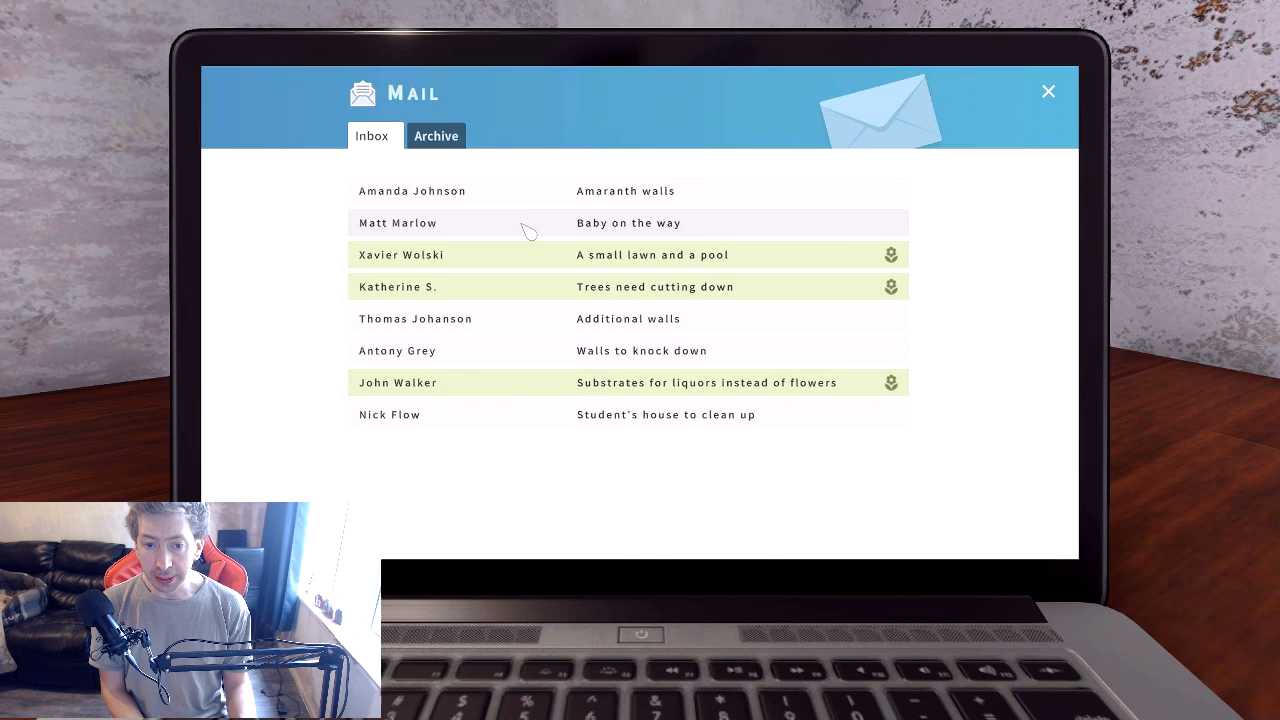 MAIL
Inbox Archive
Amanda Johnson Amaranth walls
Matt Marlow Baby on the way
Xavier Wolski A small lawn and a pool
Katherine S. Trees need cutting down
Thomas Johanson Additional walls
Antony Grey Walls to knock down
John Walker Substrates for liquors instead of flowers
Nick Flow Student's house to clean up